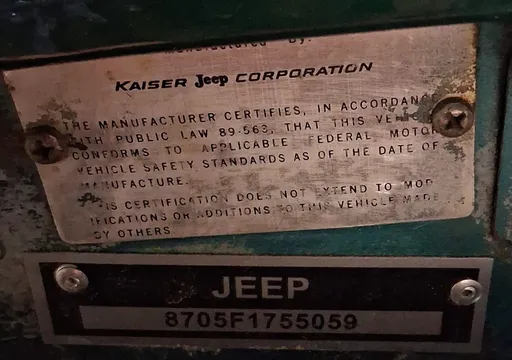 Manufactured By:
KAISER Jeep CORPORATION
THE MANUFACTURER CERTIFIES, IN ACCORDANCE
WITH PUBLIC LAW 89-563, THAT THIS VEHICLE
CONFORMS TO APPLICABLE FEDERAL MOTOR
VEHICLE SAFETY STANDARDS AS OF THE DATE OF
MANUFACTURE.
THIS CERTIFICATION DOES NOT EXTEND TO MOD-
IFICATIONS OR ADDITIONS TO THIS VEHICLE MADE
BY OTHERS
JEEP
8705F1755059